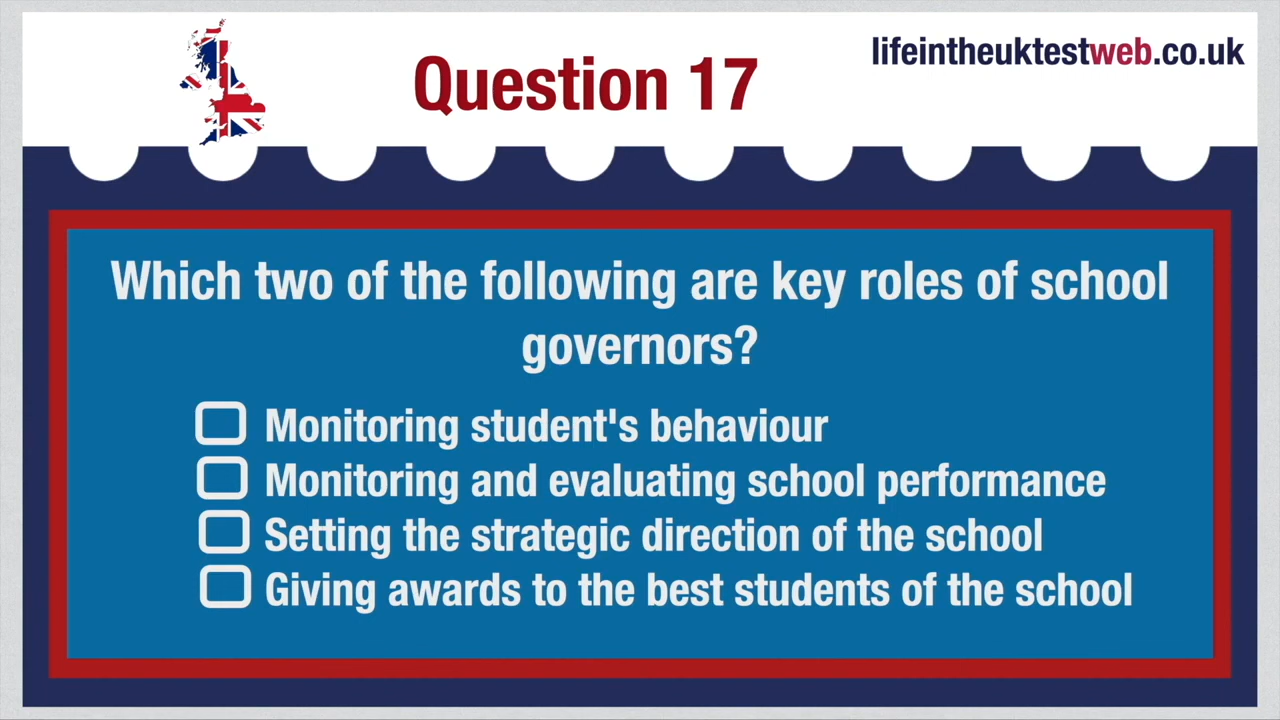 lifeintheuktestweb.co.uk
Question 17
Which two of the following are key roles of school
governors?
Monitoring student's behaviour
Monitoring and evaluating school performance
Setting the strategic direction of the school
Giving awards to the best students of the school